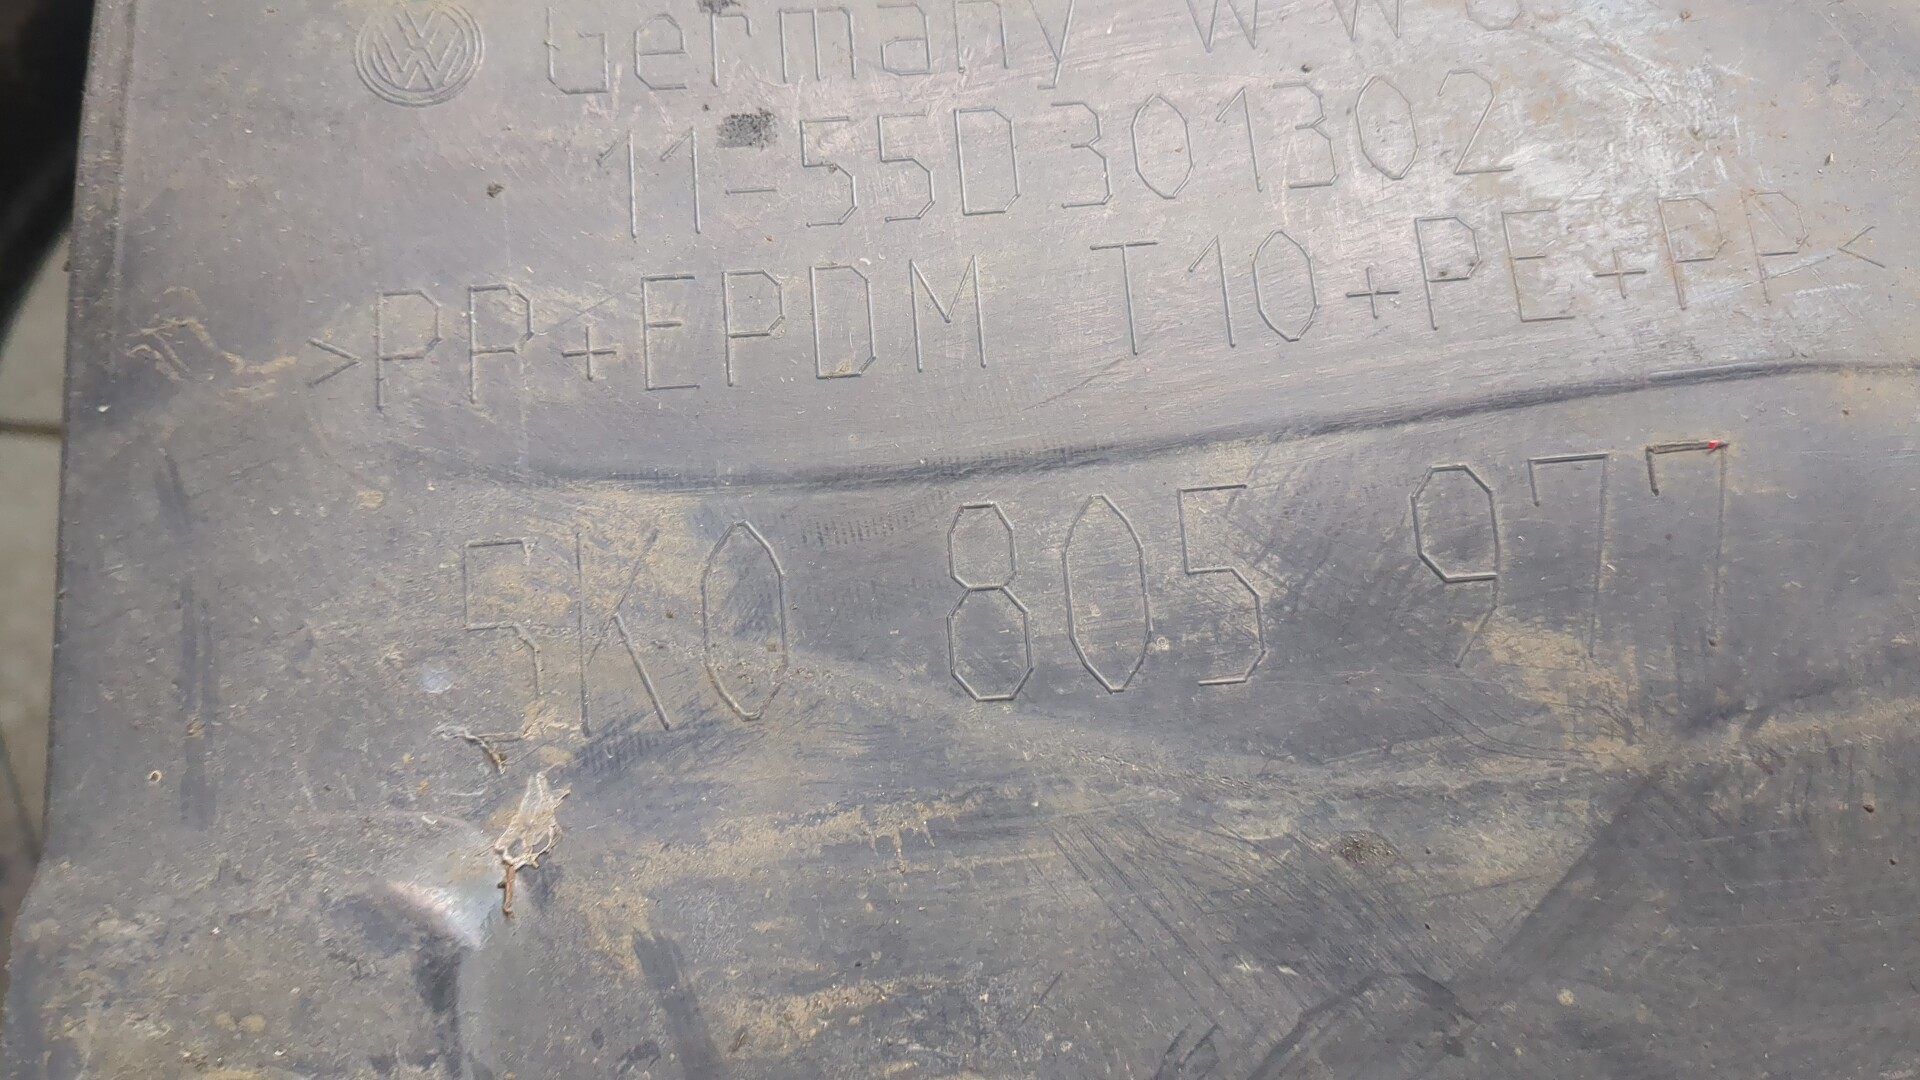 Germany W W S
11-55D301302
>PP+EPDM T10+PE+PP<
5K0 805 977